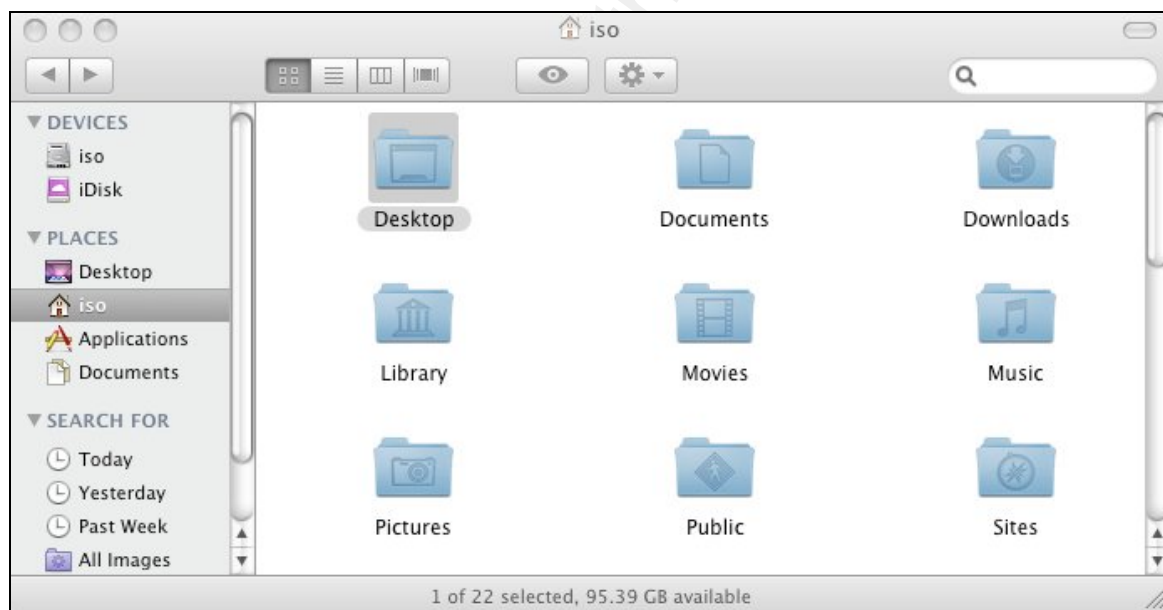 iso
DEVICES
iso
iDisk
PLACES
Desktop
iso
Applications
Documents
SEARCH FOR
Today
Yesterday
Past Week
All Images
Desktop
Documents
Downloads
Library
Movies
Music
Pictures
Public
Sites
1 of 22 selected, 95.39 GB available